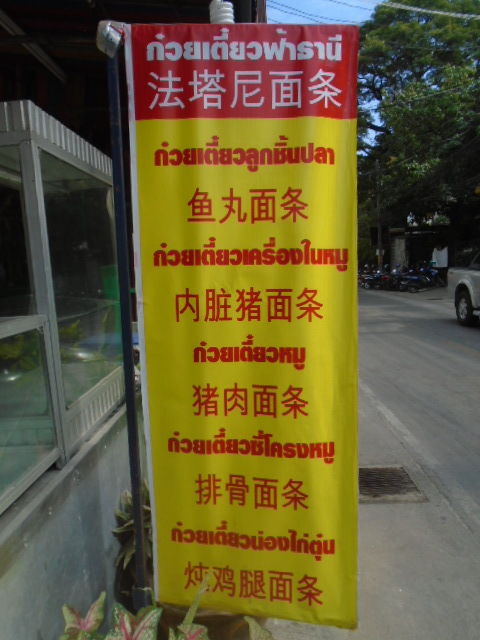 ก๋วยเตี๋ยวฟ้าธานี
法塔尼面条
ก๋วยเตี๋ยวลูกชิ้นปลา
鱼丸面条
ก๋วยเตี๋ยวเครื่องในหมู
内脏猪面条
ก๋วยเตี๋ยวหมู
猪肉面条
ก๋วยเตี๋ยวซี่โครงหมู
排骨面条
ก๋วยเตี๋ยวน่องไก่ตุ๋น
炖鸡腿面条